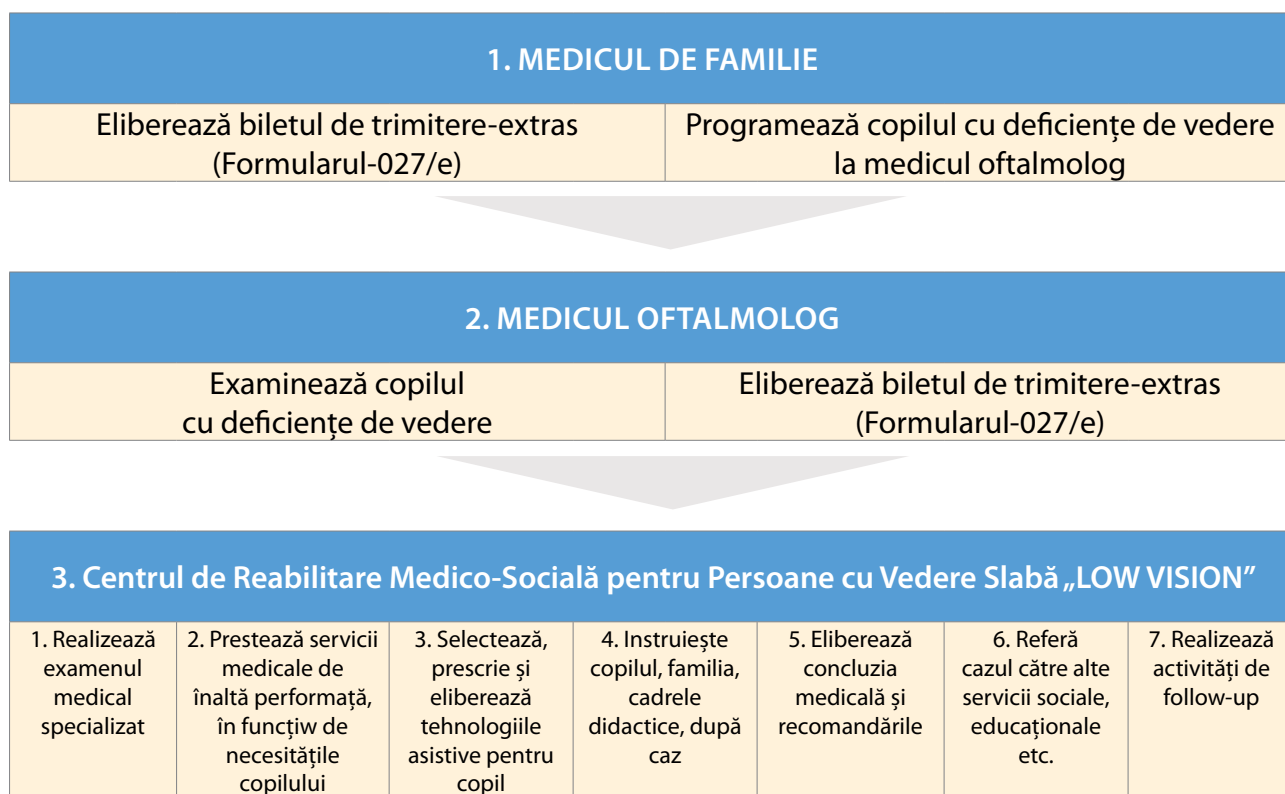 1. MEDICUL DE FAMILIE
Eliberează biletul de trimitere-extras
(Formularul-027/e)
Programează copilul cu deficiențe de vedere
la medicul oftalmolog
2. MEDICUL OFTALMOLOG
Examinează copilul
cu deficiențe de vedere
Eliberează biletul de trimitere-extras
(Formularul-027/e)
3. Centrul de Reabilitare Medico-Socială pentru Persoane cu Vedere Slabă „LOW VISION”
1. Realizează
examenul
medical
specializat
2. Prestează servicii
medicale de
înaltă performață,
în funcțiw de
necesitățile
copilului
3. Selectează,
prescrie și
eliberează
tehnologiile
asistive pentru
copil
4. Instruiește
copilul, familia,
cadrele
didactice, după
caz
5. Eliberează
concluzia
medicală și
recomandările
6. Referă
cazul către alte
servicii sociale,
educaționale
etc.
7. Realizează
activități de
follow-up